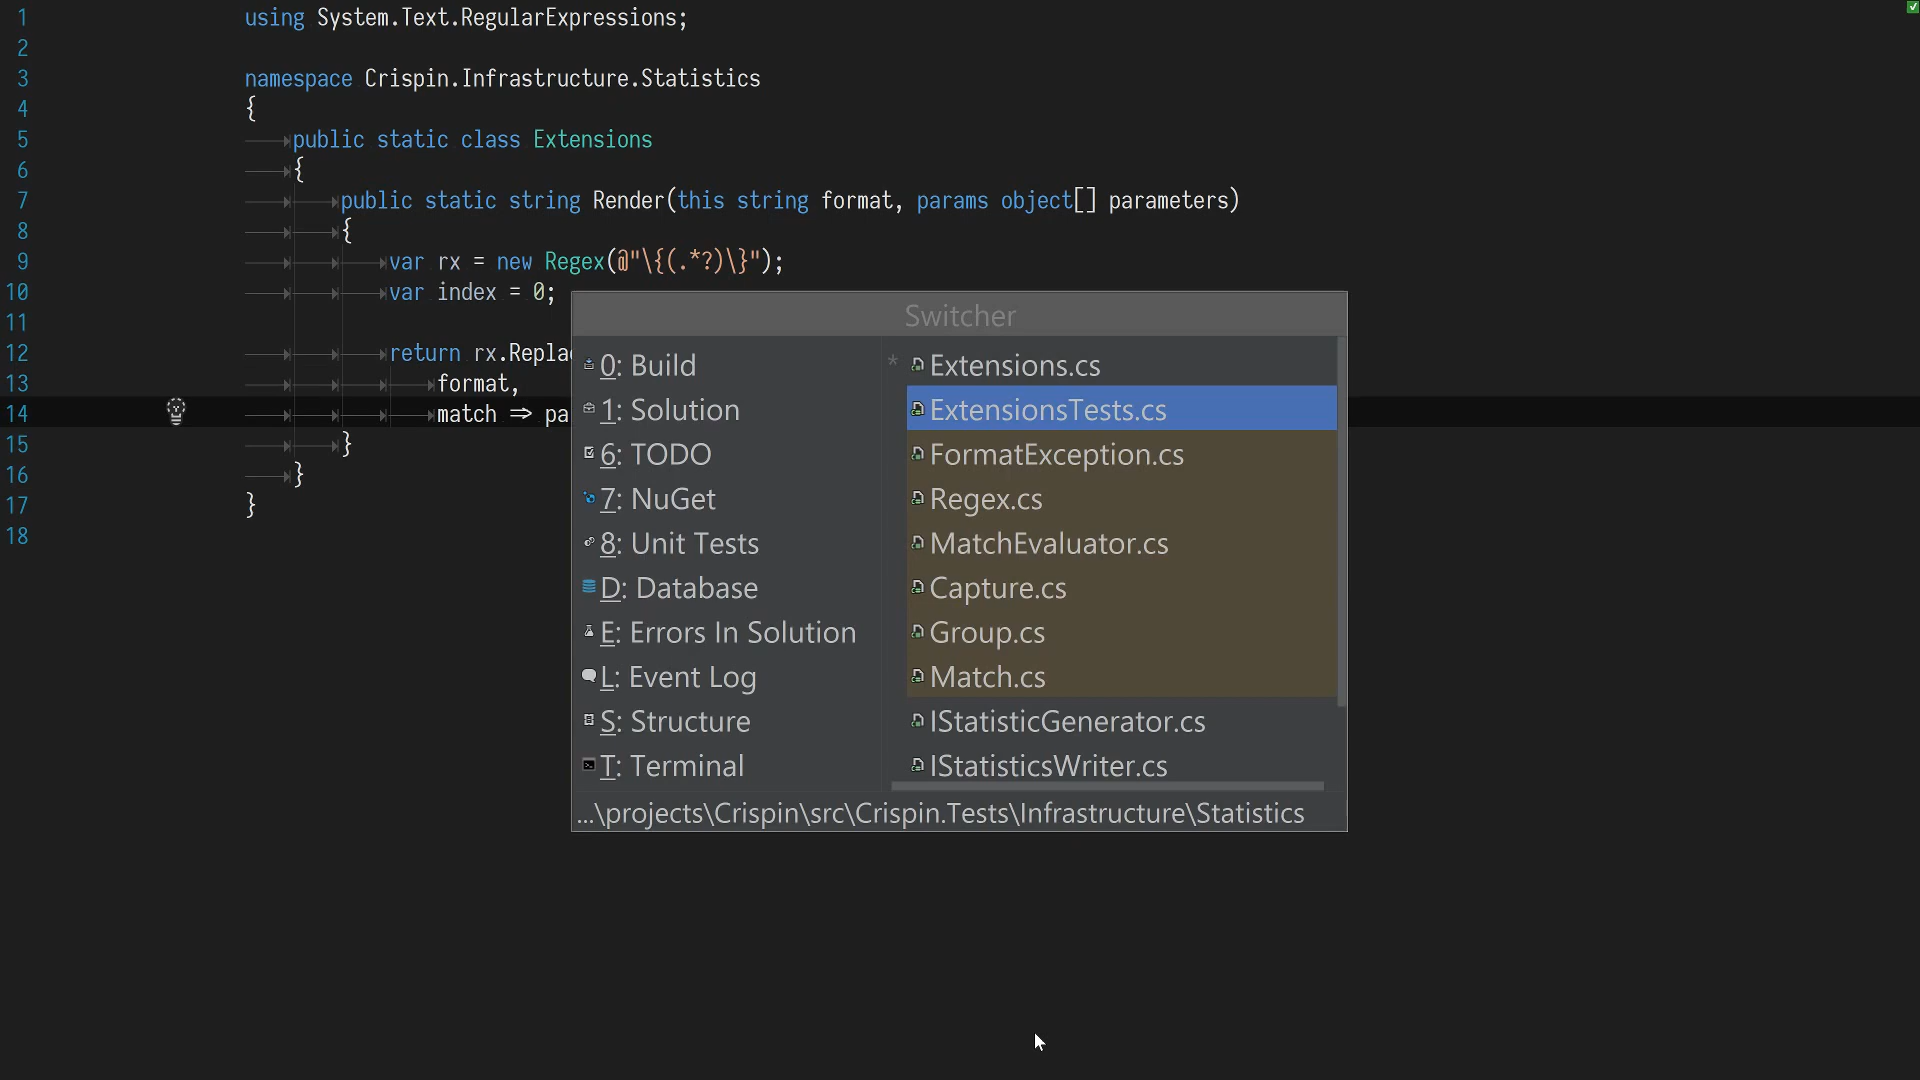 1 using System.Text.RegularExpressions;
2
3 namespace Crispin.Infrastructure.Statistics
4 {
5 public static class Extensions
6 {
7 public static string Render(this string format, params object[] parameters)
8 {
9 var rx = new Regex(@"\{(.*?)\}");
10 var index = 0;
11
12 return rx.Replac
13 format,
14 match => pa
15 }
16 }
17 }
18
Switcher
0: Build
1: Solution
6: TODO
7: NuGet
8: Unit Tests
D: Database
E: Errors In Solution
L: Event Log
S: Structure
T: Terminal
* Extensions.cs
ExtensionsTests.cs
FormatException.cs
Regex.cs
MatchEvaluator.cs
Capture.cs
Group.cs
Match.cs
IStatisticGenerator.cs
IStatisticsWriter.cs
...\projects\Crispin\src\Crispin.Tests\Infrastructure\Statistics